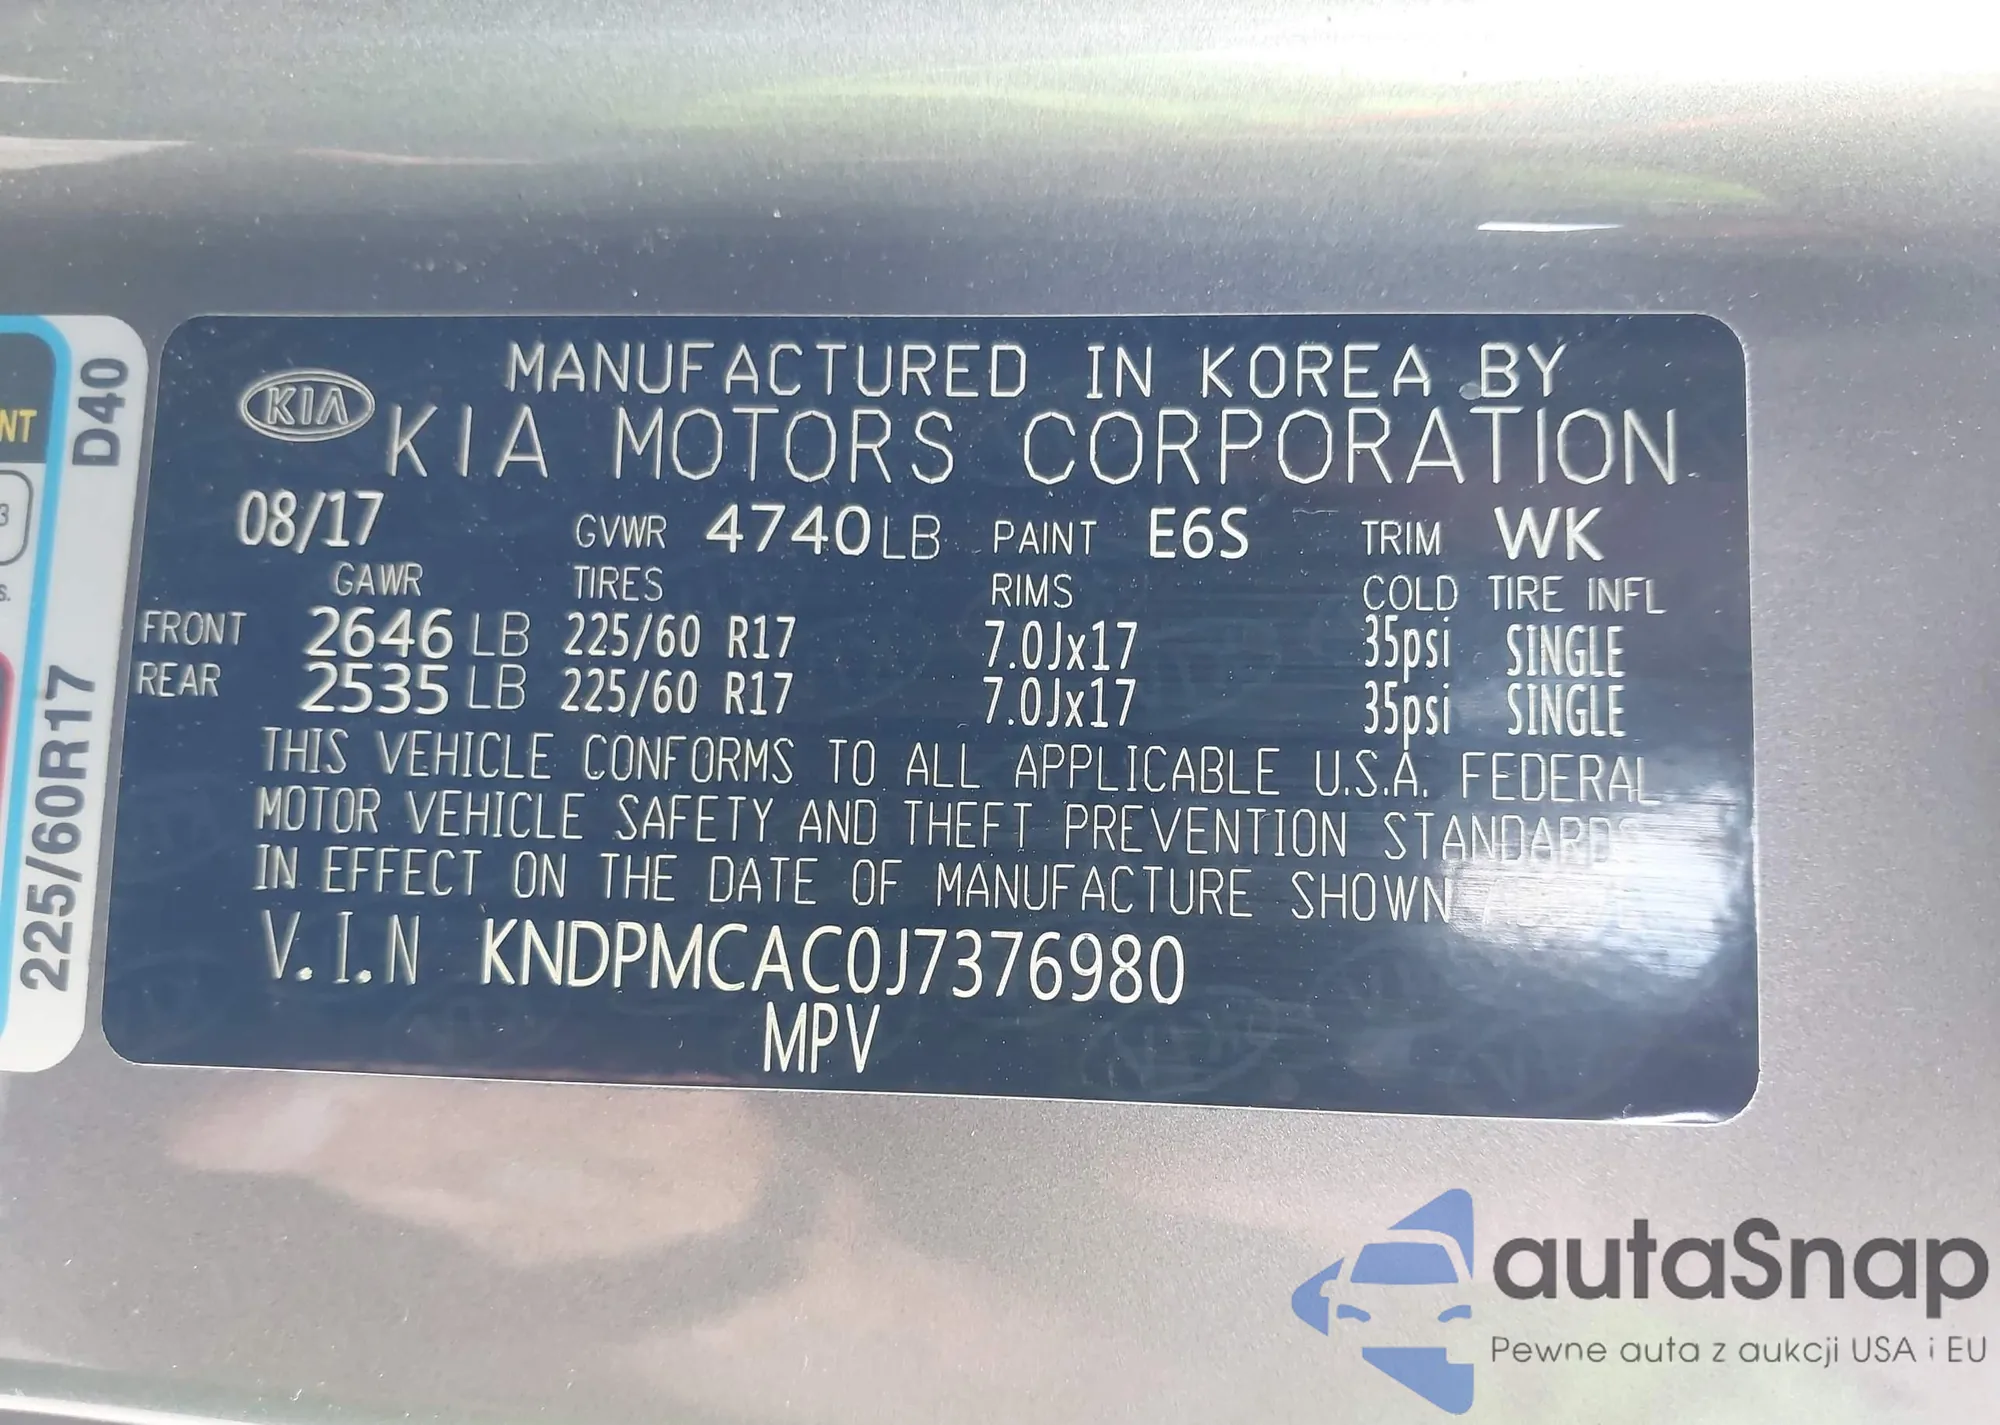 NT
3
s.
D40
225/60R17
KIA
MANUFACTURED IN KOREA BY
KIA MOTORS CORPORATION
08/17 GVWR 4740LB PAINT E6S TRIM WK
GAWR TIRES RIMS COLD TIRE INFL
FRONT 2646 LB 225/60 R17 7.0Jx17 35psi SINGLE
REAR 2535 LB 225/60 R17 7.0Jx17 35psi SINGLE
THIS VEHICLE CONFORMS TO ALL APPLICABLE U.S.A. FEDERAL
MOTOR VEHICLE SAFETY AND THEFT PREVENTION STANDARDS
IN EFFECT ON THE DATE OF MANUFACTURE SHOWN ABOVE
V.I.N KNDPMCAC0J7376980
MPV
autaSnap
Pewne auta z aukcji USA i EU